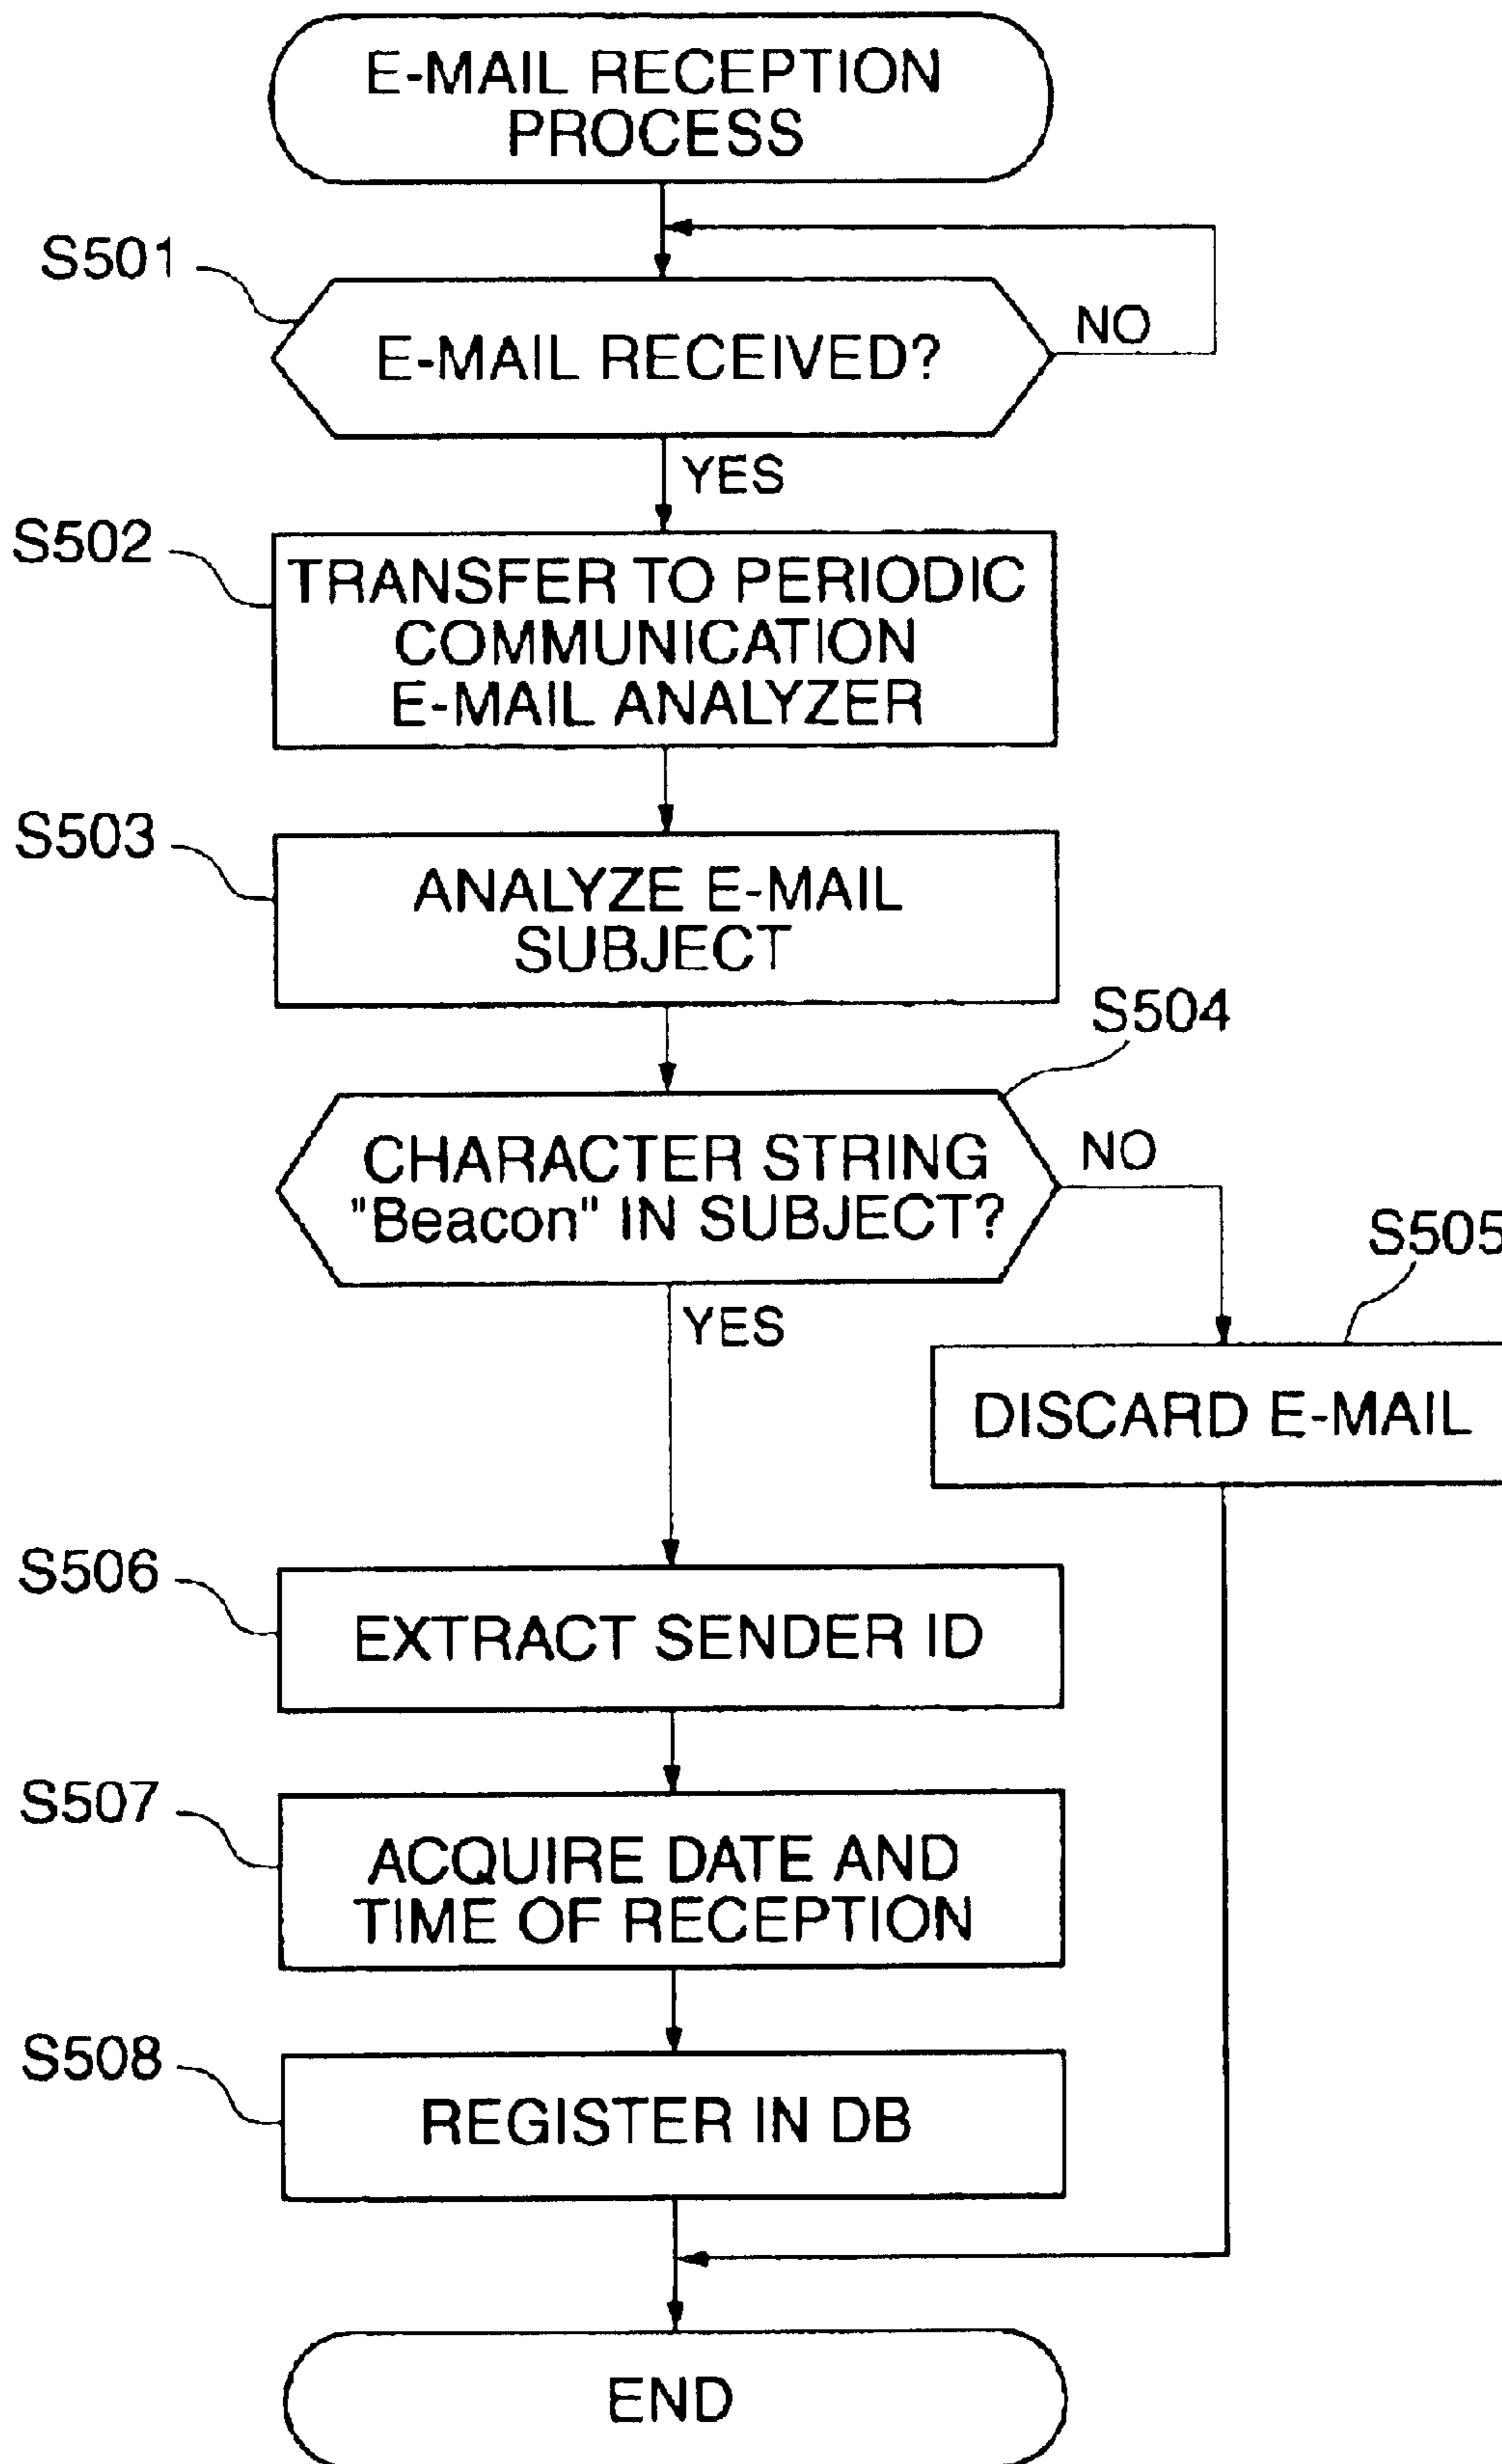 E-MAIL RECEPTION
PROCESS
S501
E-MAIL RECEIVED?
NO
YES
S502
TRANSFER TO PERIODIC
COMMUNICATION
E-MAIL ANALYZER
S503
ANALYZE E-MAIL
SUBJECT
S504
CHARACTER STRING
"Beacon" IN SUBJECT?
NO
YES
S505
DISCARD E-MAIL
S506
EXTRACT SENDER ID
S507
ACQUIRE DATE AND
TIME OF RECEPTION
S508
REGISTER IN DB
END